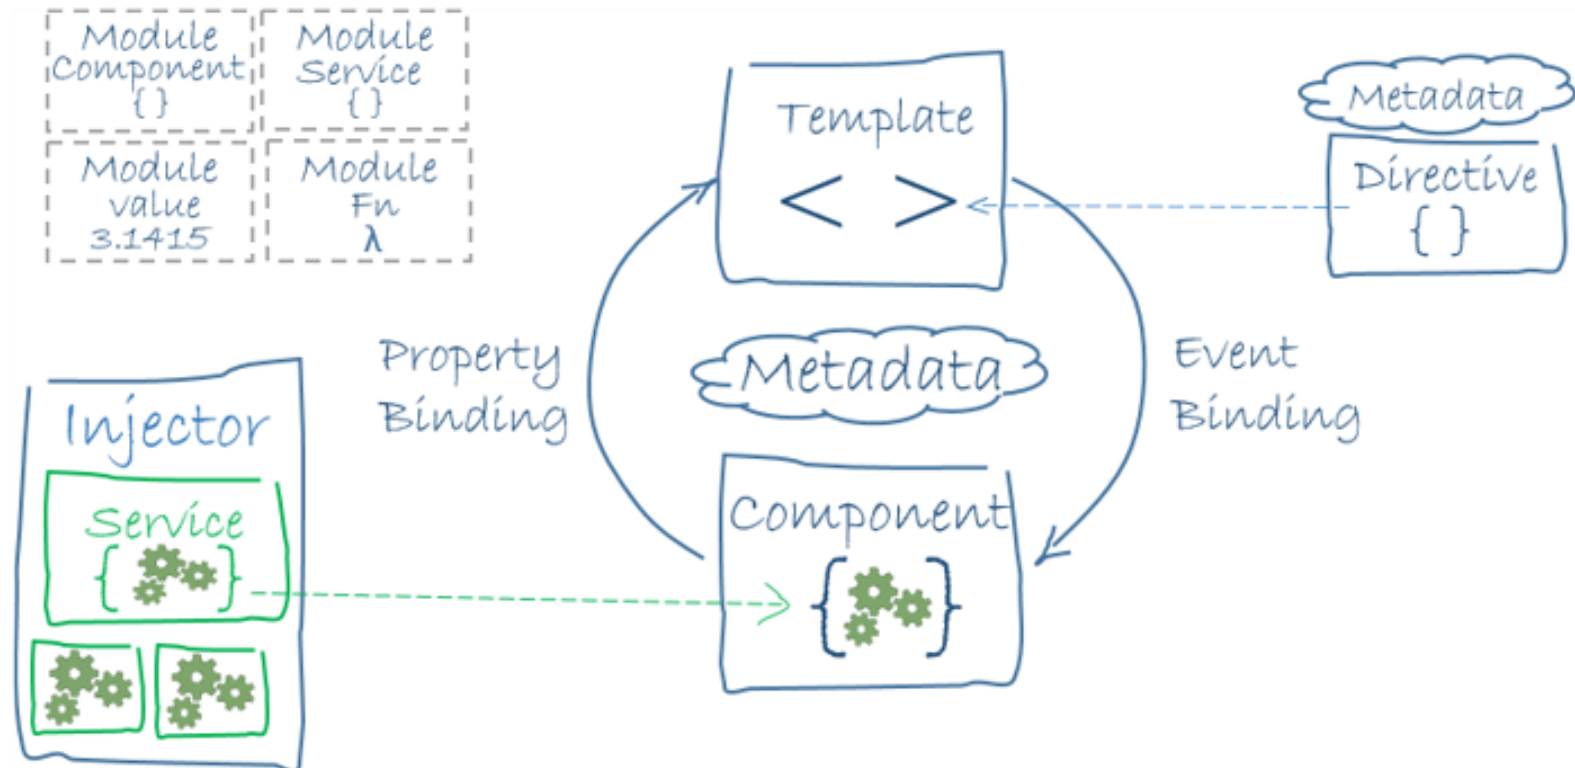 Module
Component
{ }
Module
Service
{ }
Module
value
3.1415
Module
Fn
λ
Template
< >
Metadata
Directive
{ }
Property
Binding
Metadata
Event
Binding
Injector
Service
{ }
Component
{ }